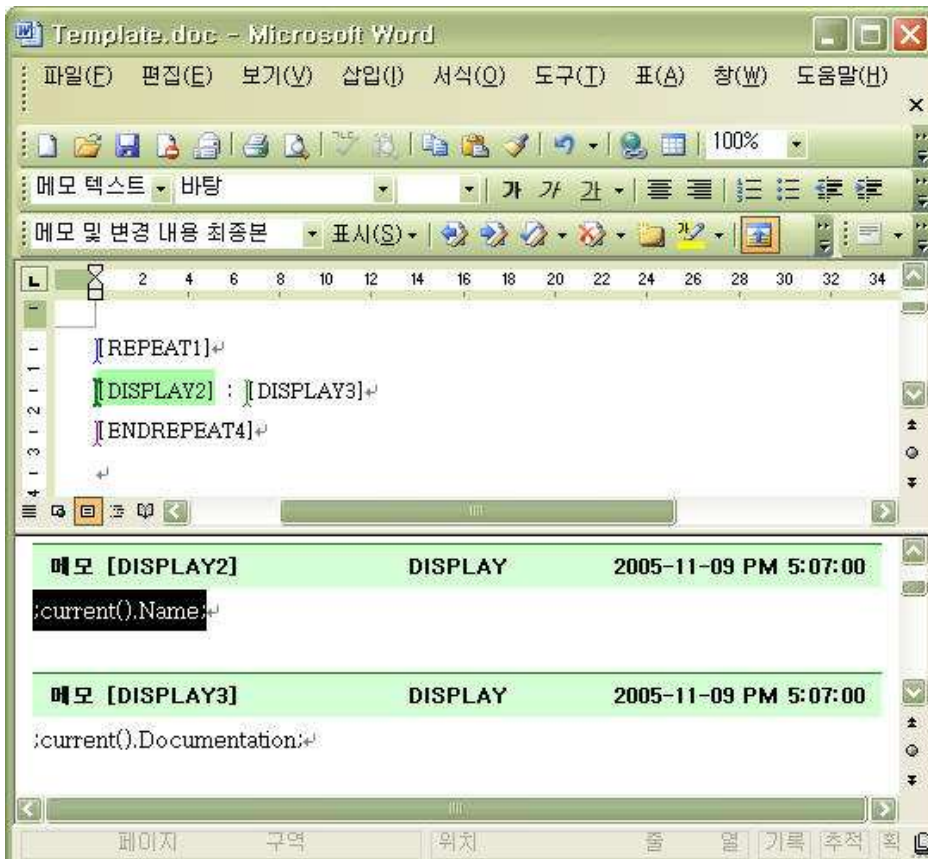 Template.doc - Microsoft Word
파일(F) 편집(E) 보기(V) 삽입(I) 서식(O) 도구(T) 표(A) 창(W) 도움말(H)
100%
메모 텍스트 바탕 가 가 가
메모 및 변경 내용 최종본 표시(S)
2 4 6 8 10 12 14 16 18 20 22 24 26 28 30 32 34
[REPEAT1]
[DISPLAY2] : [DISPLAY3]
[ENDREPEAT4]
메모 [DISPLAY2] DISPLAY 2005-11-09 PM 5:07:00
;current().Name;
메모 [DISPLAY3] DISPLAY 2005-11-09 PM 5:07:00
;current().Documentation;
페이지 구역 위치 줄 열 기록 추적 확